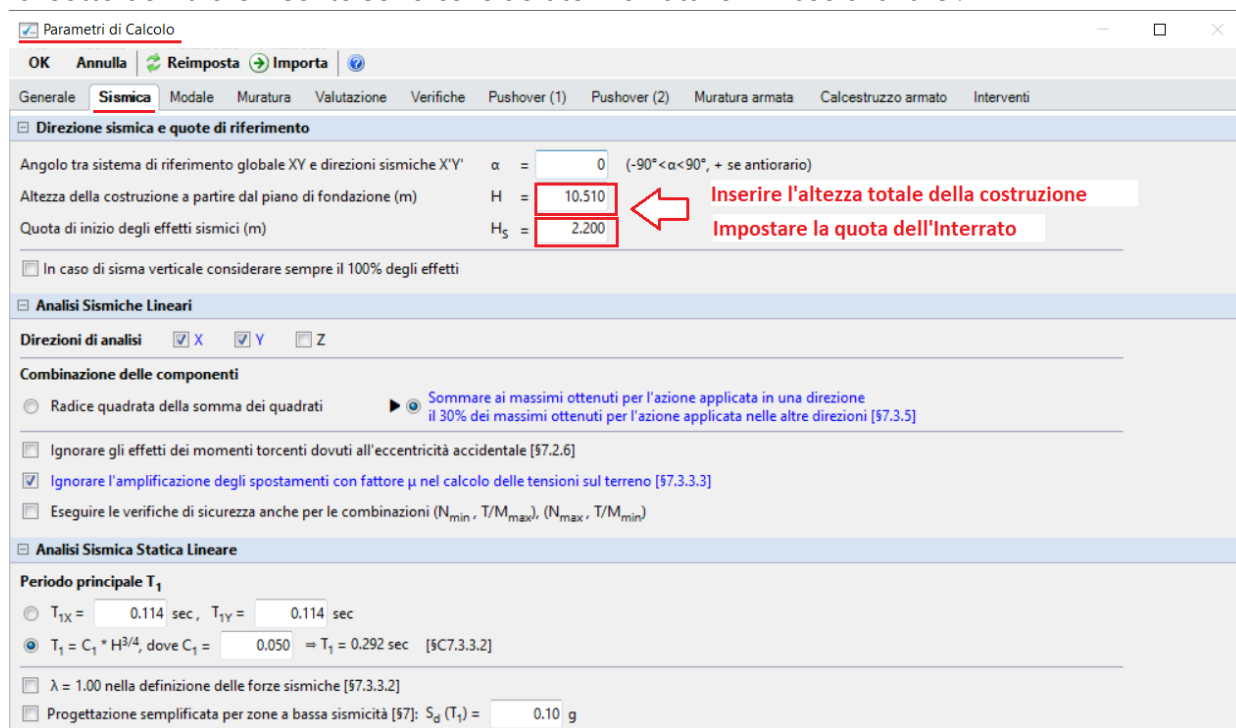 Parametri di Calcolo
OK Annulla Reimposta Importa
Generale Sismica Modale Muratura Valutazione Verifiche Pushover (1) Pushover (2) Muratura armata Calcestruzzo armato Interventi
Direzione sismica e quote di riferimento
Angolo tra sistema di riferimento globale XY e direzioni sismiche X'Y' α = 0 (-90°<α<90°, + se antiorario)
Altezza della costruzione a partire dal piano di fondazione (m) H = 10.510 Inserire l'altezza totale della costruzione
Quota di inizio degli effetti sismici (m) HS = 2.200 Impostare la quota dell'Interrato
In caso di sisma verticale considerare sempre il 100% degli effetti
Analisi Sismiche Lineari
Direzioni di analisi X Y Z
Combinazione delle componenti
Radice quadrata della somma dei quadrati Sommare ai massimi ottenuti per l'azione applicata in una direzione
il 30% dei massimi ottenuti per l'azione applicata nelle altre direzioni [§7.3.5]
Ignorare gli effetti dei momenti torcenti dovuti all'eccentricità accidentale [§7.2.6]
Ignorare l'amplificazione degli spostamenti con fattore μ nel calcolo delle tensioni sul terreno [§7.3.3.3]
Eseguire le verifiche di sicurezza anche per le combinazioni (Nmin , T/Mmax), (Nmax , T/Mmin)
Analisi Sismica Statica Lineare
Periodo principale T1
T1X = 0.114 sec , T1Y = 0.114 sec
T1 = C1 * H3/4, dove C1 = 0.050 ⇒ T1 = 0.292 sec [§C7.3.3.2]
λ = 1.00 nella definizione delle forze sismiche [§7.3.3.2]
Progettazione semplificata per zone a bassa sismicità [§7]: Sd (T1) = 0.10 g